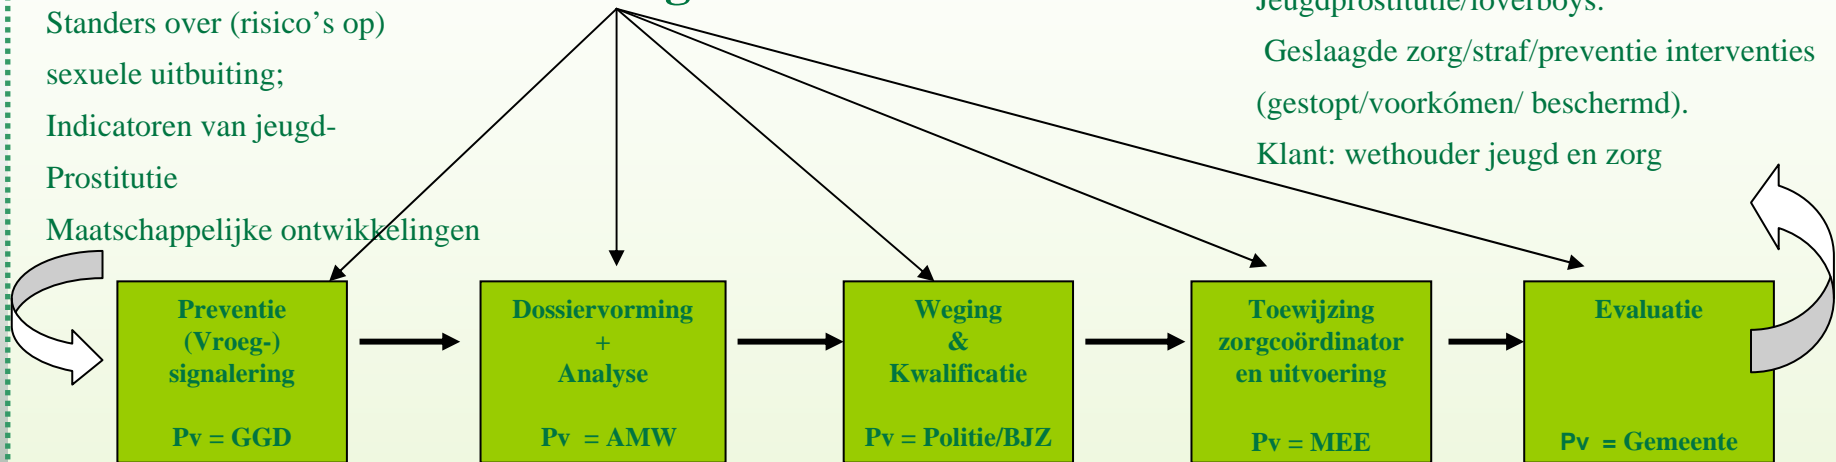 Standers over (risico’s op)
sexuele uitbuiting;
Indicatoren van jeugd-
Prostitutie
Maatschappelijke ontwikkelingen
Jeugdprostitutie/loverboys.
Geslaagde zorg/straf/preventie interventies
(gestopt/voorkómen/ beschermd).
Klant: wethouder jeugd en zorg
Preventie
(Vroeg-)
signalering
Pv = GGD
Dossiervorming
+
Analyse
Pv = AMW
Weging
&
Kwalificatie
Pv = Politie/BJZ
Toewijzing
zorgcoördinator
en uitvoering
Pv = MEE
Evaluatie
Pv = Gemeente